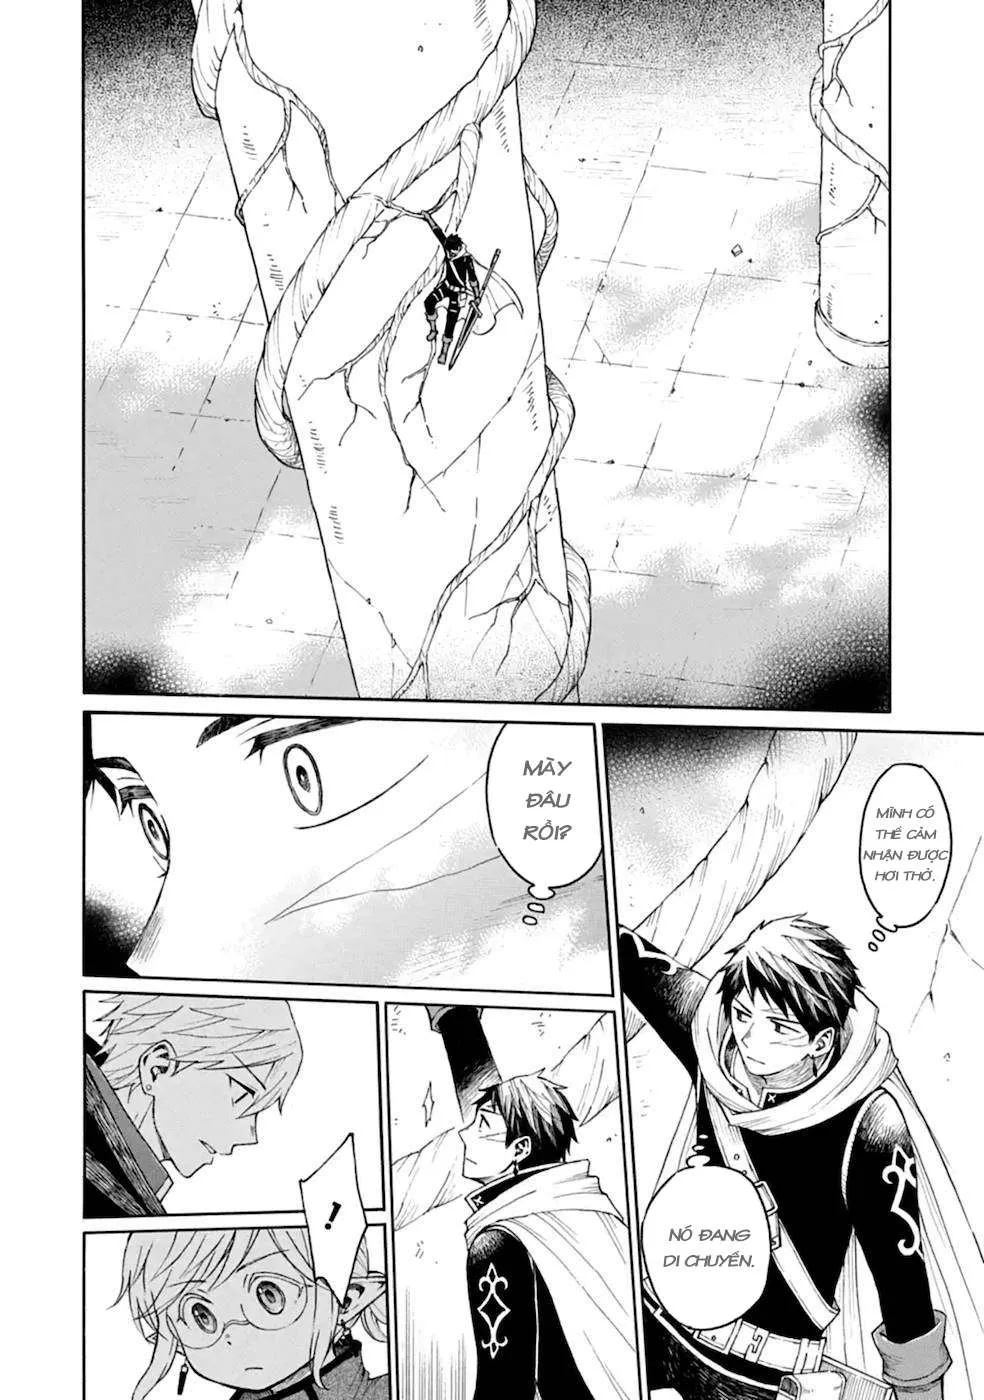 MÌNH CÓ
THỂ CẢM
NHẬN ĐƯỢC
HƠI THỞ.
NÓ ĐANG
DI CHUYỂN.
MÀY
ĐÂU
RỒI?
!